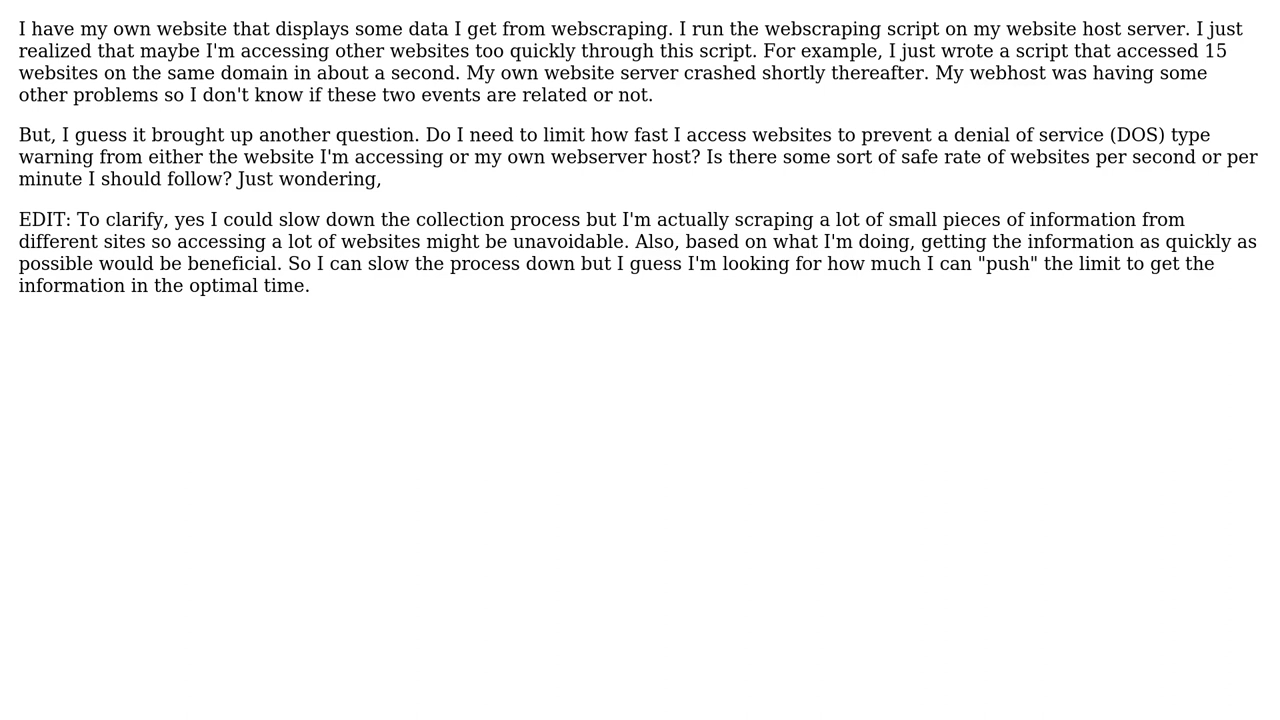 I have my own website that displays some data I get from webscraping. I run the webscraping script on my website host server. I just
realized that maybe I'm accessing other websites too quickly through this script. For example, I just wrote a script that accessed 15
websites on the same domain in about a second. My own website server crashed shortly thereafter. My webhost was having some
other problems so I don't know if these two events are related or not.
But, I guess it brought up another question. Do I need to limit how fast I access websites to prevent a denial of service (DOS) type
warning from either the website I'm accessing or my own webserver host? Is there some sort of safe rate of websites per second or per
minute I should follow? Just wondering,
EDIT: To clarify, yes I could slow down the collection process but I'm actually scraping a lot of small pieces of information from
different sites so accessing a lot of websites might be unavoidable. Also, based on what I'm doing, getting the information as quickly as
possible would be beneficial. So I can slow the process down but I guess I'm looking for how much I can "push" the limit to get the
information in the optimal time.